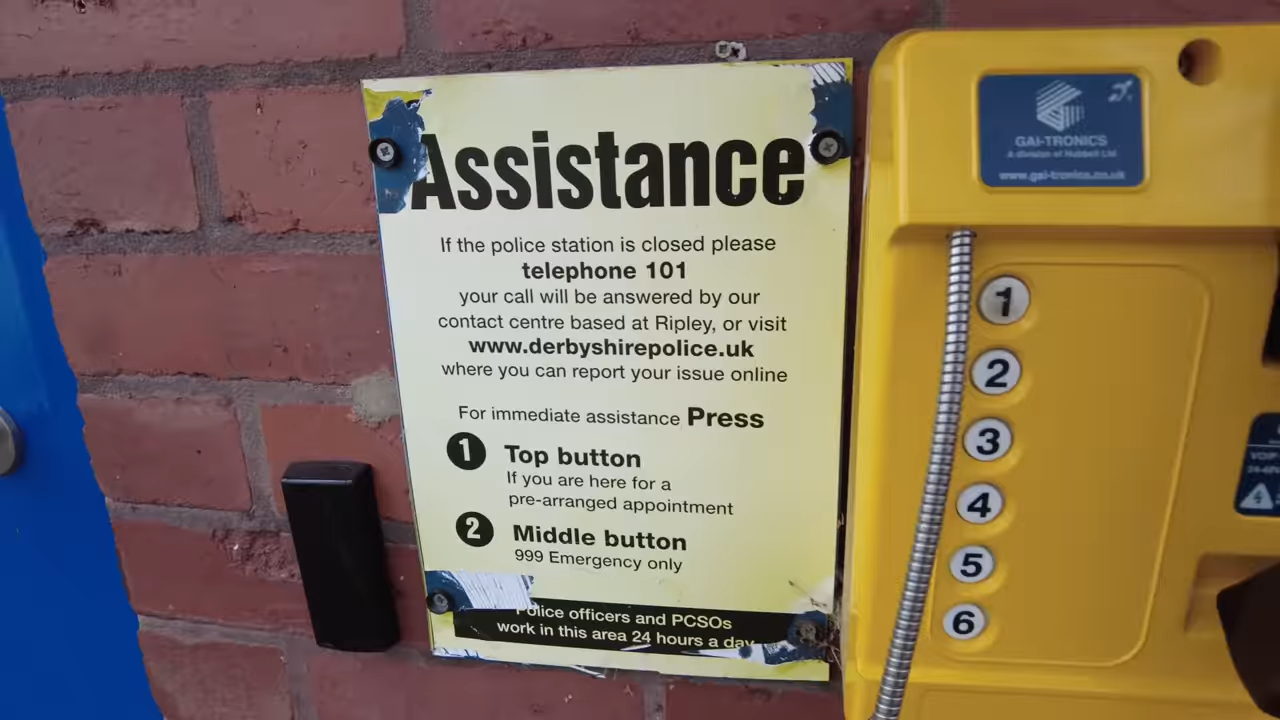 Assistance
If the police station is closed please
telephone 101
your call will be answered by our
contact centre based at Ripley, or visit
www.derbyshirepolice.uk
where you can report your issue online
For immediate assistance Press
1 Top button
If you are here for a
pre-arranged appointment
2 Middle button
999 Emergency only
Police officers and PCSOs
work in this area 24 hours a day
GAI-TRONICS
A division of Hubbell Ltd
www.gai-tronics.co.uk
1
2
3
4
5
6
VOIP